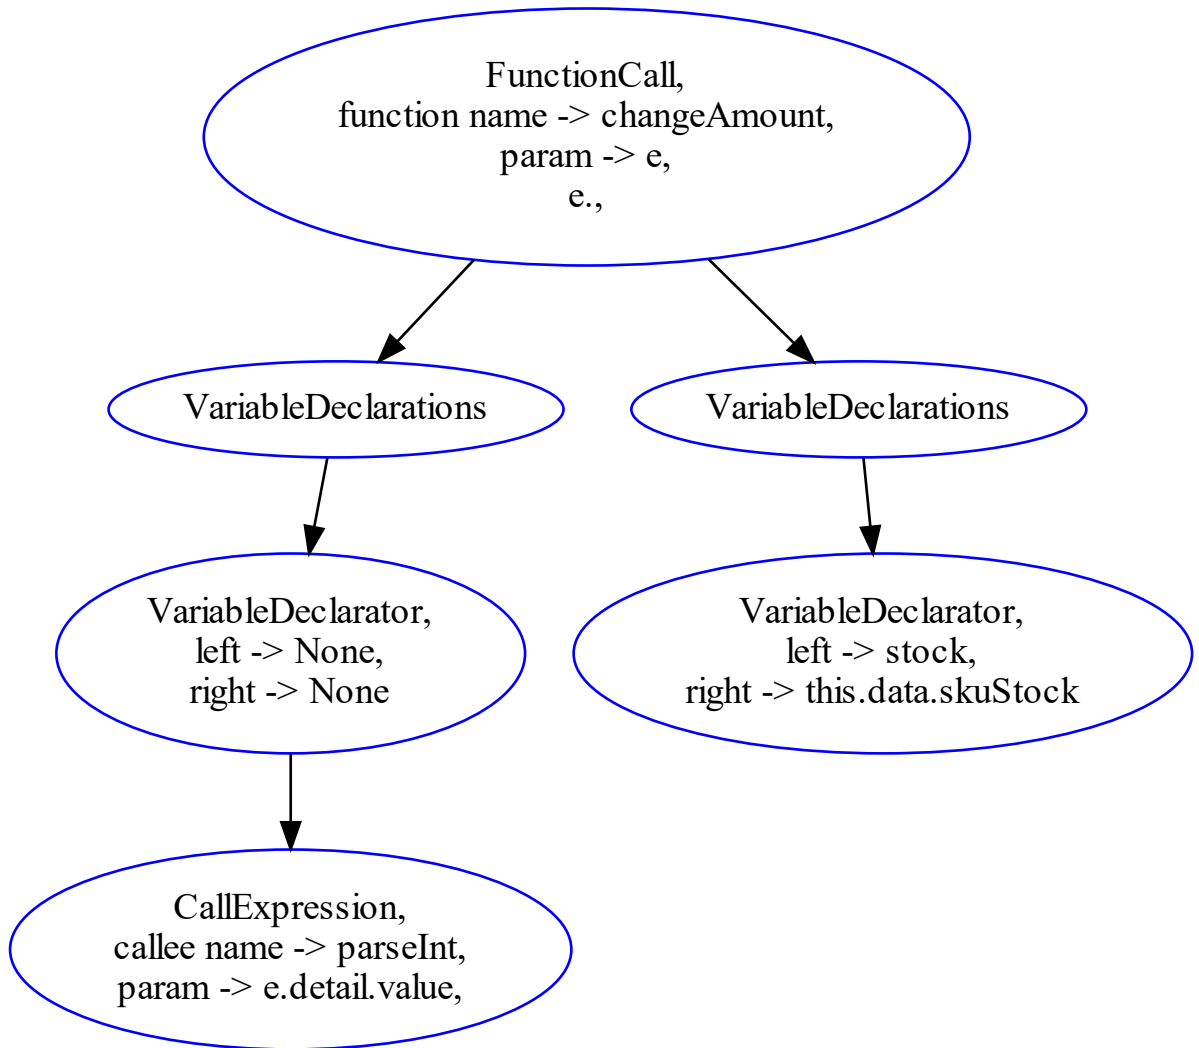 FunctionCall,
function name -> changeAmount,
param -> e,
e.,
VariableDeclarations
VariableDeclarations
VariableDeclarator,
left -> None,
right -> None
VariableDeclarator,
left -> stock,
right -> this.data.skuStock
CallExpression,
callee name -> parseInt,
param -> e.detail.value,